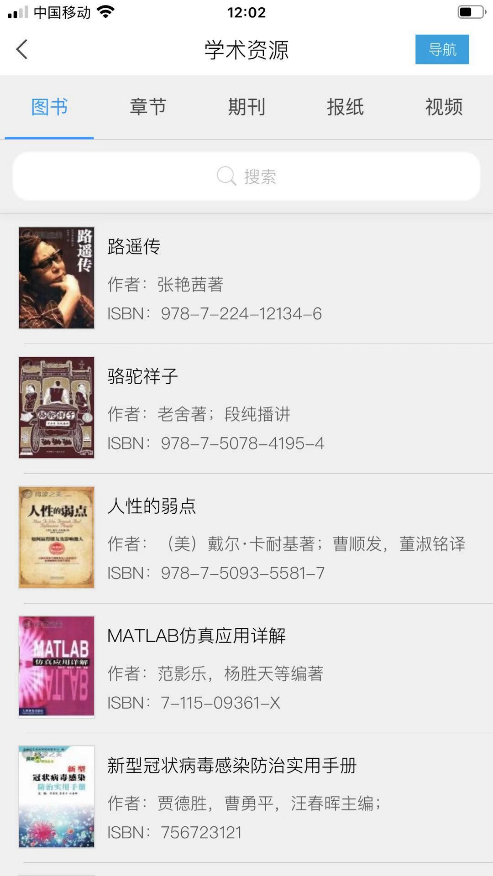 中国移动
12:02
学术资源
导航
图书
章节
期刊
报纸
视频
搜索
路遥传
路遥传
作者：张艳茜著
ISBN：978-7-224-12134-6
骆驼祥子
骆驼祥子
作者：老舍著；段纯播讲
ISBN：978-7-5078-4195-4
人性的弱点
人性的弱点
作者：（美）戴尔·卡耐基著；曹顺发，董淑铭译
ISBN：978-7-5093-5581-7
MATLAB
仿真应用详解
MATLAB仿真应用详解
作者：范影乐，杨胜天等编著
ISBN：7-115-09361-X
新型
冠状病毒感染
防治实用手册
新型冠状病毒感染防治实用手册
作者：贾德胜，曹勇平，汪春晖主编；
ISBN：756723121